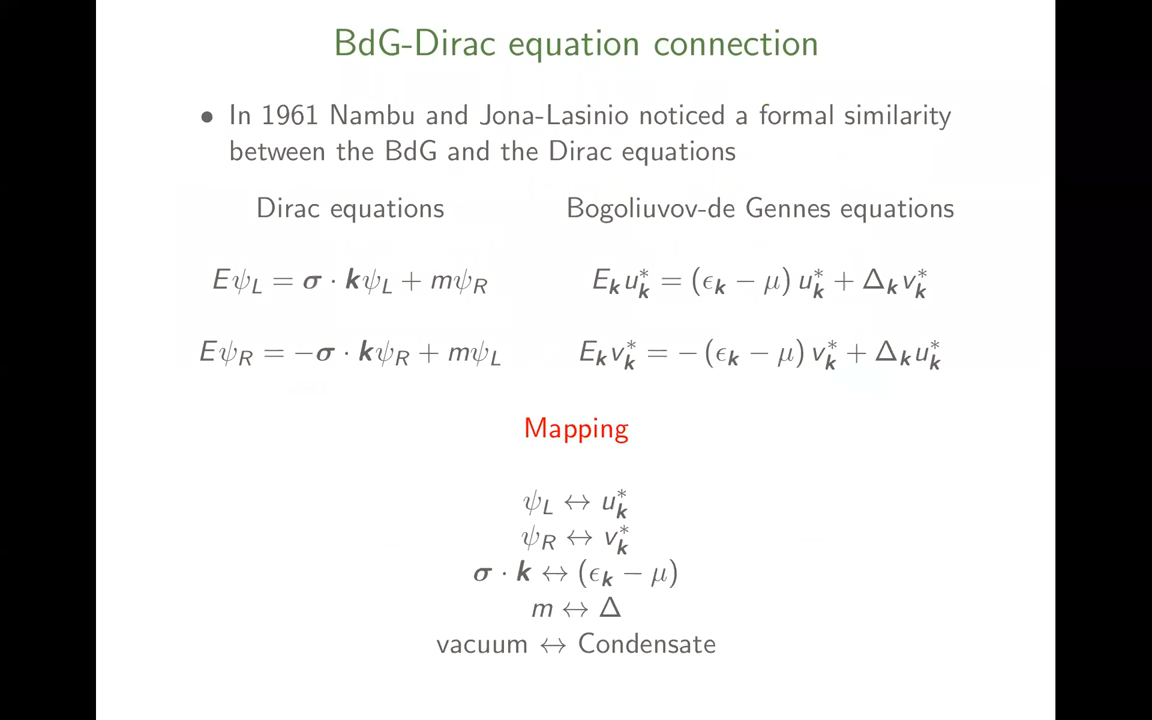 BdG-Dirac equation connection
• In 1961 Nambu and Jona-Lasinio noticed a formal similarity
between the BdG and the Dirac equations
Dirac equations
Bogoliuvov-de Gennes equations
Eψ_L = σ · kψ_L + mψ_R
E_k u_k^* = (ϵ_k − μ) u_k^* + Δ_k v_k^*
Eψ_R = −σ · kψ_R + mψ_L
E_k v_k^* = − (ϵ_k − μ) v_k^* + Δ_k u_k^*
Mapping
ψ_L ↔ u_k^*
ψ_R ↔ v_k^*
σ · k ↔ (ϵ_k − μ)
m ↔ Δ
vacuum ↔ Condensate